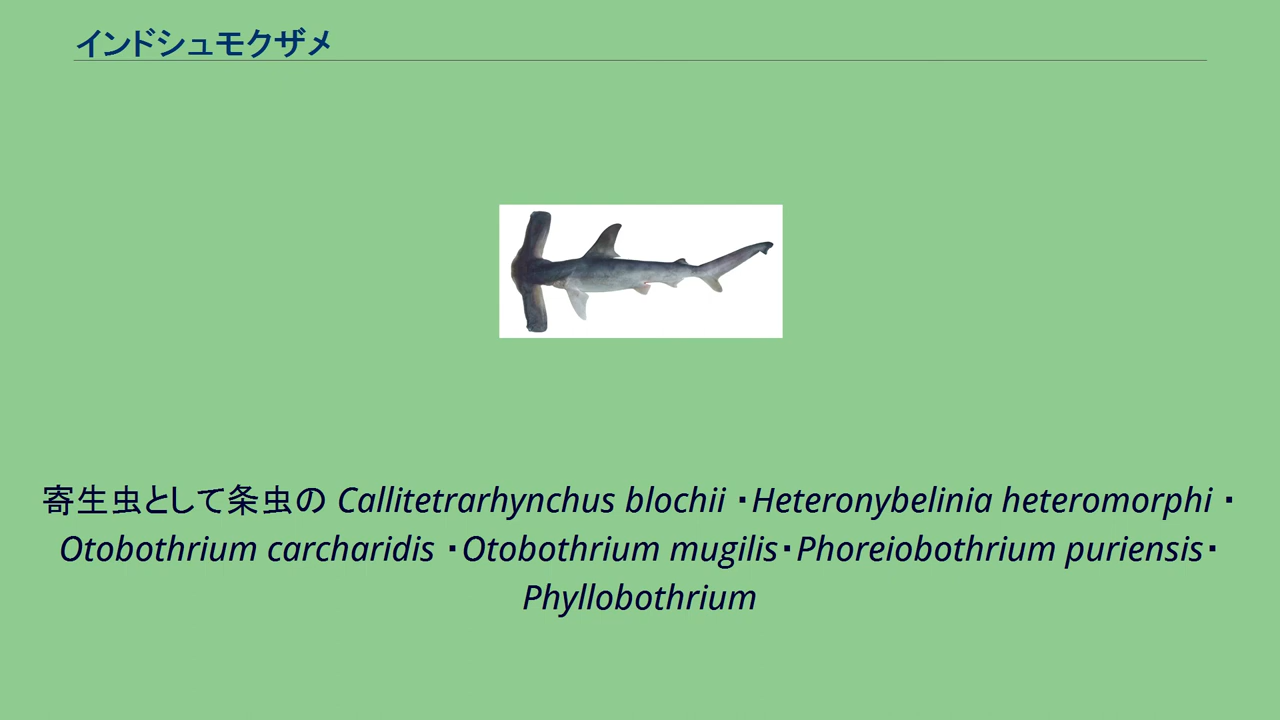 インドシュモクザメ
寄生虫として条虫の Callitetrarhynchus blochii ・Heteronybelinia heteromorphi ・
Otobothrium carcharidis ・Otobothrium mugilis・Phoreiobothrium puriensis・
Phyllobothrium